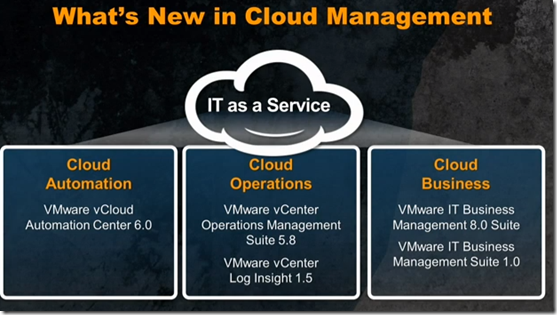 What's New in Cloud Management
IT as a Service
Cloud
Automation
VMware vCloud
Automation Center 6.0
Cloud
Operations
VMware vCenter
Operations Management
Suite 5.8
VMware vCenter
Log Insight 1.5
Cloud
Business
VMware IT Business
Management 8.0 Suite
VMware IT Business
Management Suite 1.0